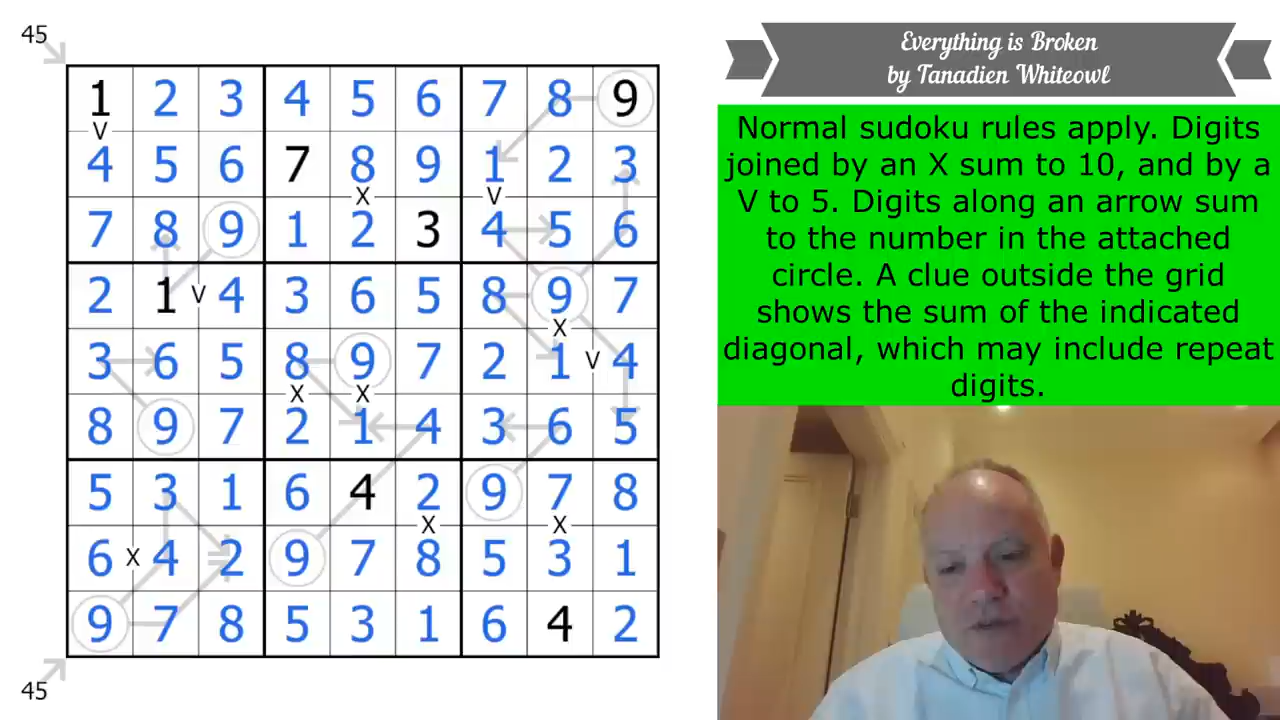 45
Everything is Broken
by Tanadien Whiteowl
1 2 3 4 5 6 7 8 9
V
4 5 6 7 8 9 1 2 3
X V
7 8 9 1 2 3 4 5 6
2 1 V 4 3 6 5 8 9 7
X
3 6 5 8 9 7 2 1 V 4
X X
8 9 7 2 1 4 3 6 5
5 3 1 6 4 2 9 7 8
X X
6 X 4 2 9 7 8 5 3 1
9 7 8 5 3 1 6 4 2
45
Normal sudoku rules apply. Digits
joined by an X sum to 10, and by a
V to 5. Digits along an arrow sum
to the number in the attached
circle. A clue outside the grid
shows the sum of the indicated
diagonal, which may include repeat
digits.